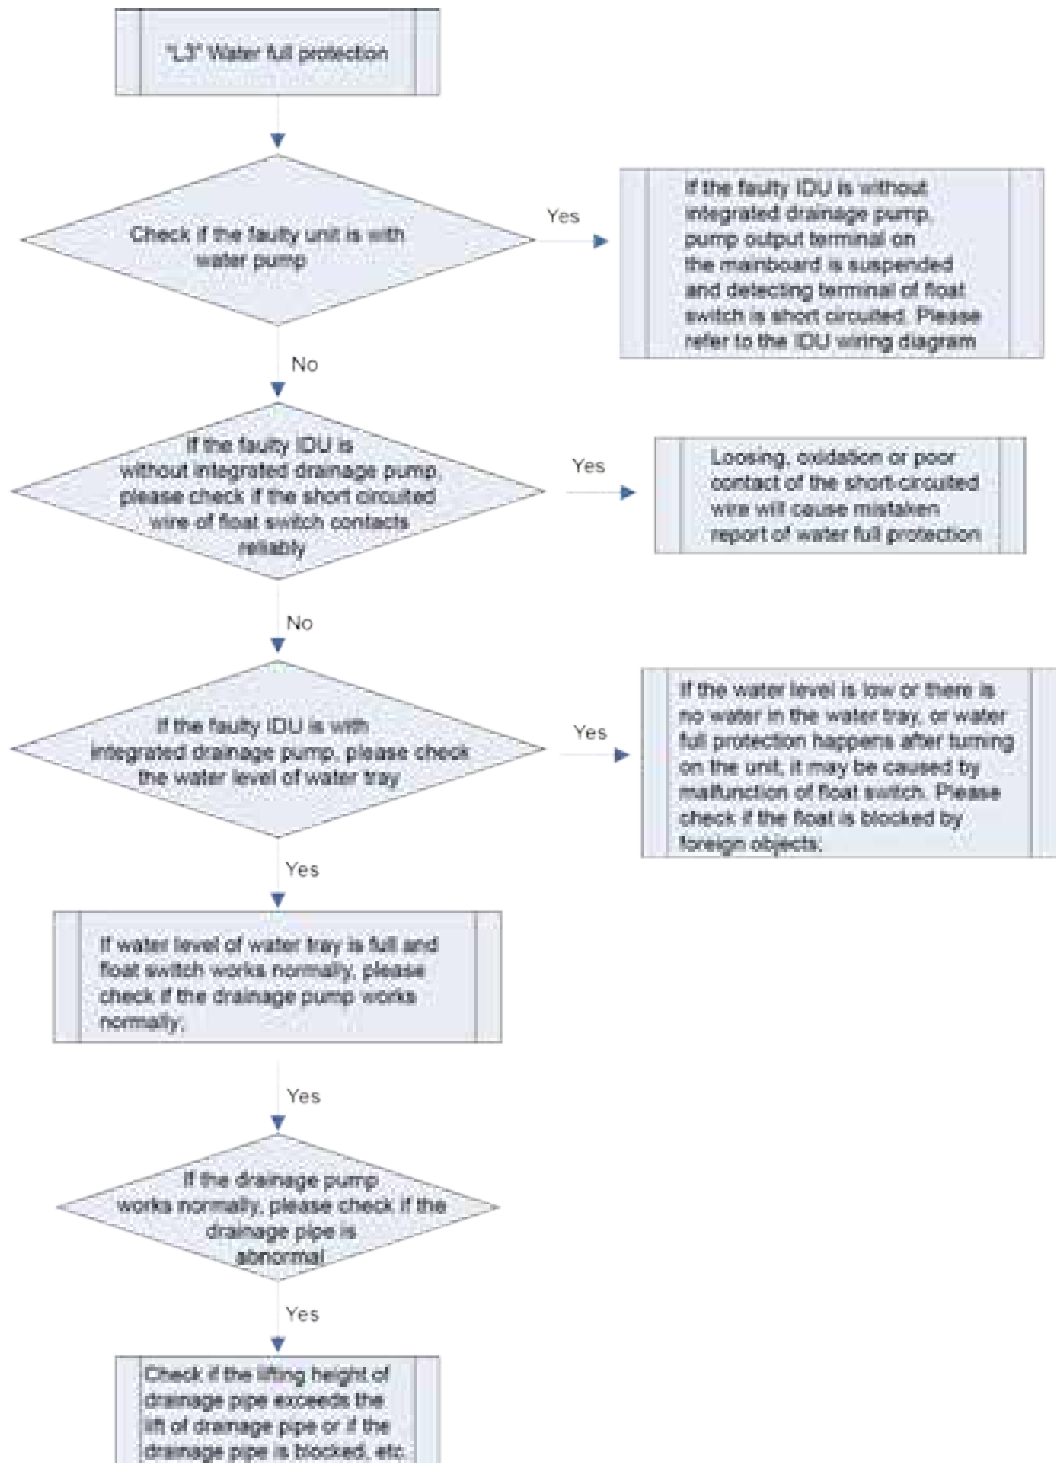 "L3" Water full protection
Check if the faulty unit is with
water pump
Yes
If the faulty IDU is without
integrated drainage pump,
pump output terminal on
the mainboard is suspended
and detecting terminal of float
switch is short circuited. Please
refer to the IDU wiring diagram
No
If the faulty IDU is
without integrated drainage pump,
please check if the short circuited
wire of float switch contacts
reliably
Yes
Loosing, oxidation or poor
contact of the short-circuited
wire will cause mistaken
report of water full protection
No
If the faulty IDU is with
integrated drainage pump, please check
the water level of water tray
Yes
If the water level is low or there is
no water in the water tray, or water
full protection happens after turning
on the unit, it may be caused by
malfunction of float switch. Please
check if the float is blocked by
foreign objects;
Yes
If water level of water tray is full and
float switch works normally, please
check if the drainage pump works
normally;
Yes
If the drainage pump
works normally, please check if the
drainage pipe is
abnormal
Yes
Check if the lifting height of
drainage pipe exceeds the
lift of drainage pipe or if the
drainage pipe is blocked, etc.